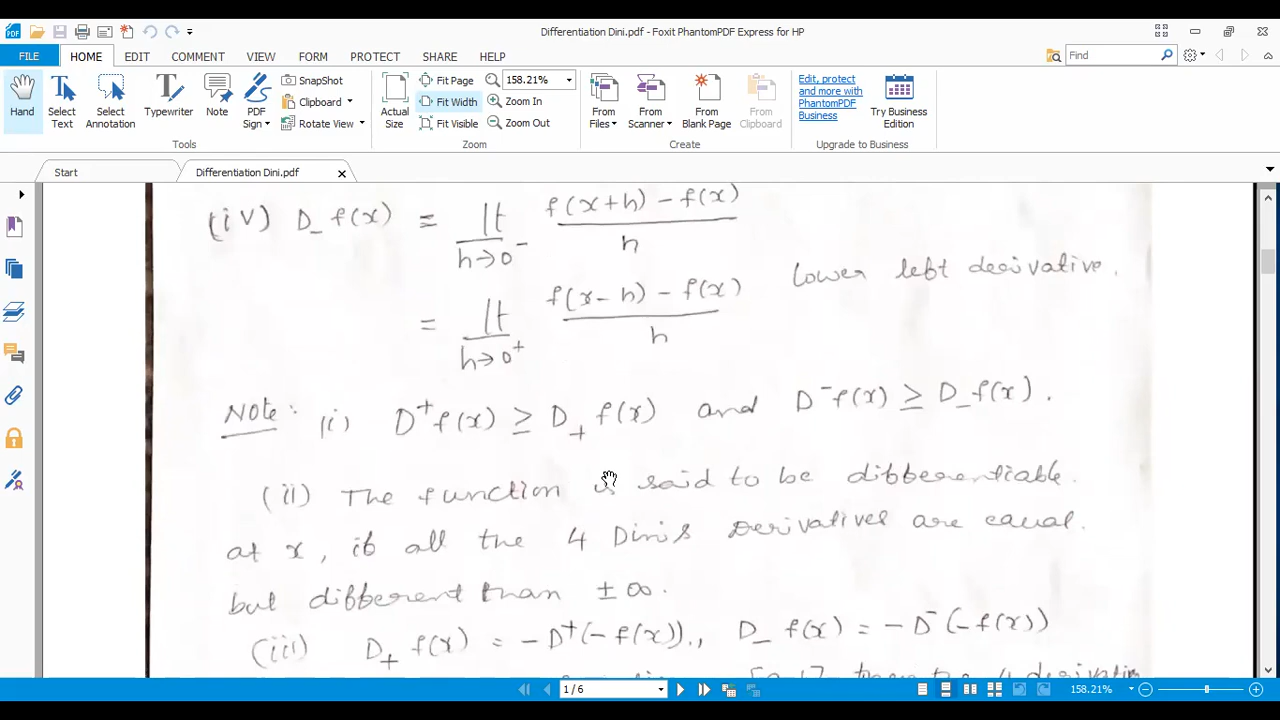 Differentiation Dini.pdf - Foxit PhantomPDF Express for HP
FILE HOME EDIT COMMENT VIEW FORM PROTECT SHARE HELP
Find
Hand
Select Text
Select Annotation
Typewriter
Note
PDF Sign
SnapShot
Clipboard
Rotate View
Actual Size
Fit Page
Fit Width
Fit Visible
158.21%
Zoom In
Zoom Out
From Files
From Scanner
From Blank Page
From Clipboard
Edit, protect
and more with
PhantomPDF
Business
Try Business Edition
Tools Zoom Create Upgrade to Business
Start Differentiation Dini.pdf
(iv) D_ f(x) = lt h→0⁻ f(x+h) - f(x) / h
Lower left derivative.
= lt h→0⁺ f(x-h) - f(x) / h
Note: (i) D⁺f(x) ≥ D₊ f(x) and D⁻f(x) ≥ D_f(x).
(ii) The function is said to be differentiable.
at x, if all the 4 Dini's Derivatives are equal.
but different than ± ∞.
(iii) D₊ f(x) = -D⁺(-f(x))., D_ f(x) = -D⁻(-f(x))
1 / 6
158.21%